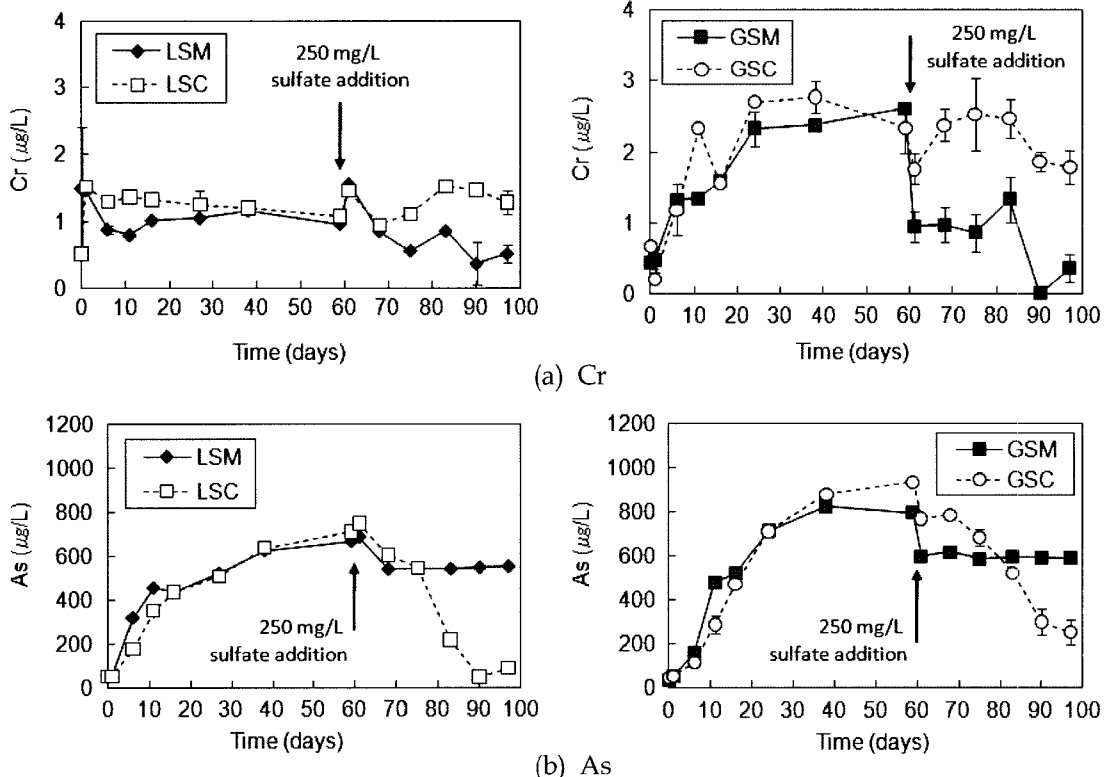 4
3
2
1
0
Cr (μg/L)
LSM
LSC
250 mg/L
sulfate addition
0 10 20 30 40 50 60 70 80 90 100
Time (days)
4
3
2
1
0
Cr (μg/L)
GSM
GSC
250 mg/L
sulfate addition
0 10 20 30 40 50 60 70 80 90 100
Time (days)
(a) Cr
1200
1000
800
600
400
200
0
As (μg/L)
LSM
LSC
250 mg/L
sulfate addition
0 10 20 30 40 50 60 70 80 90 100
Time (days)
1200
1000
800
600
400
200
0
As (μg/L)
GSM
GSC
250 mg/L
sulfate addition
0 10 20 30 40 50 60 70 80 90 100
Time (days)
(b) As